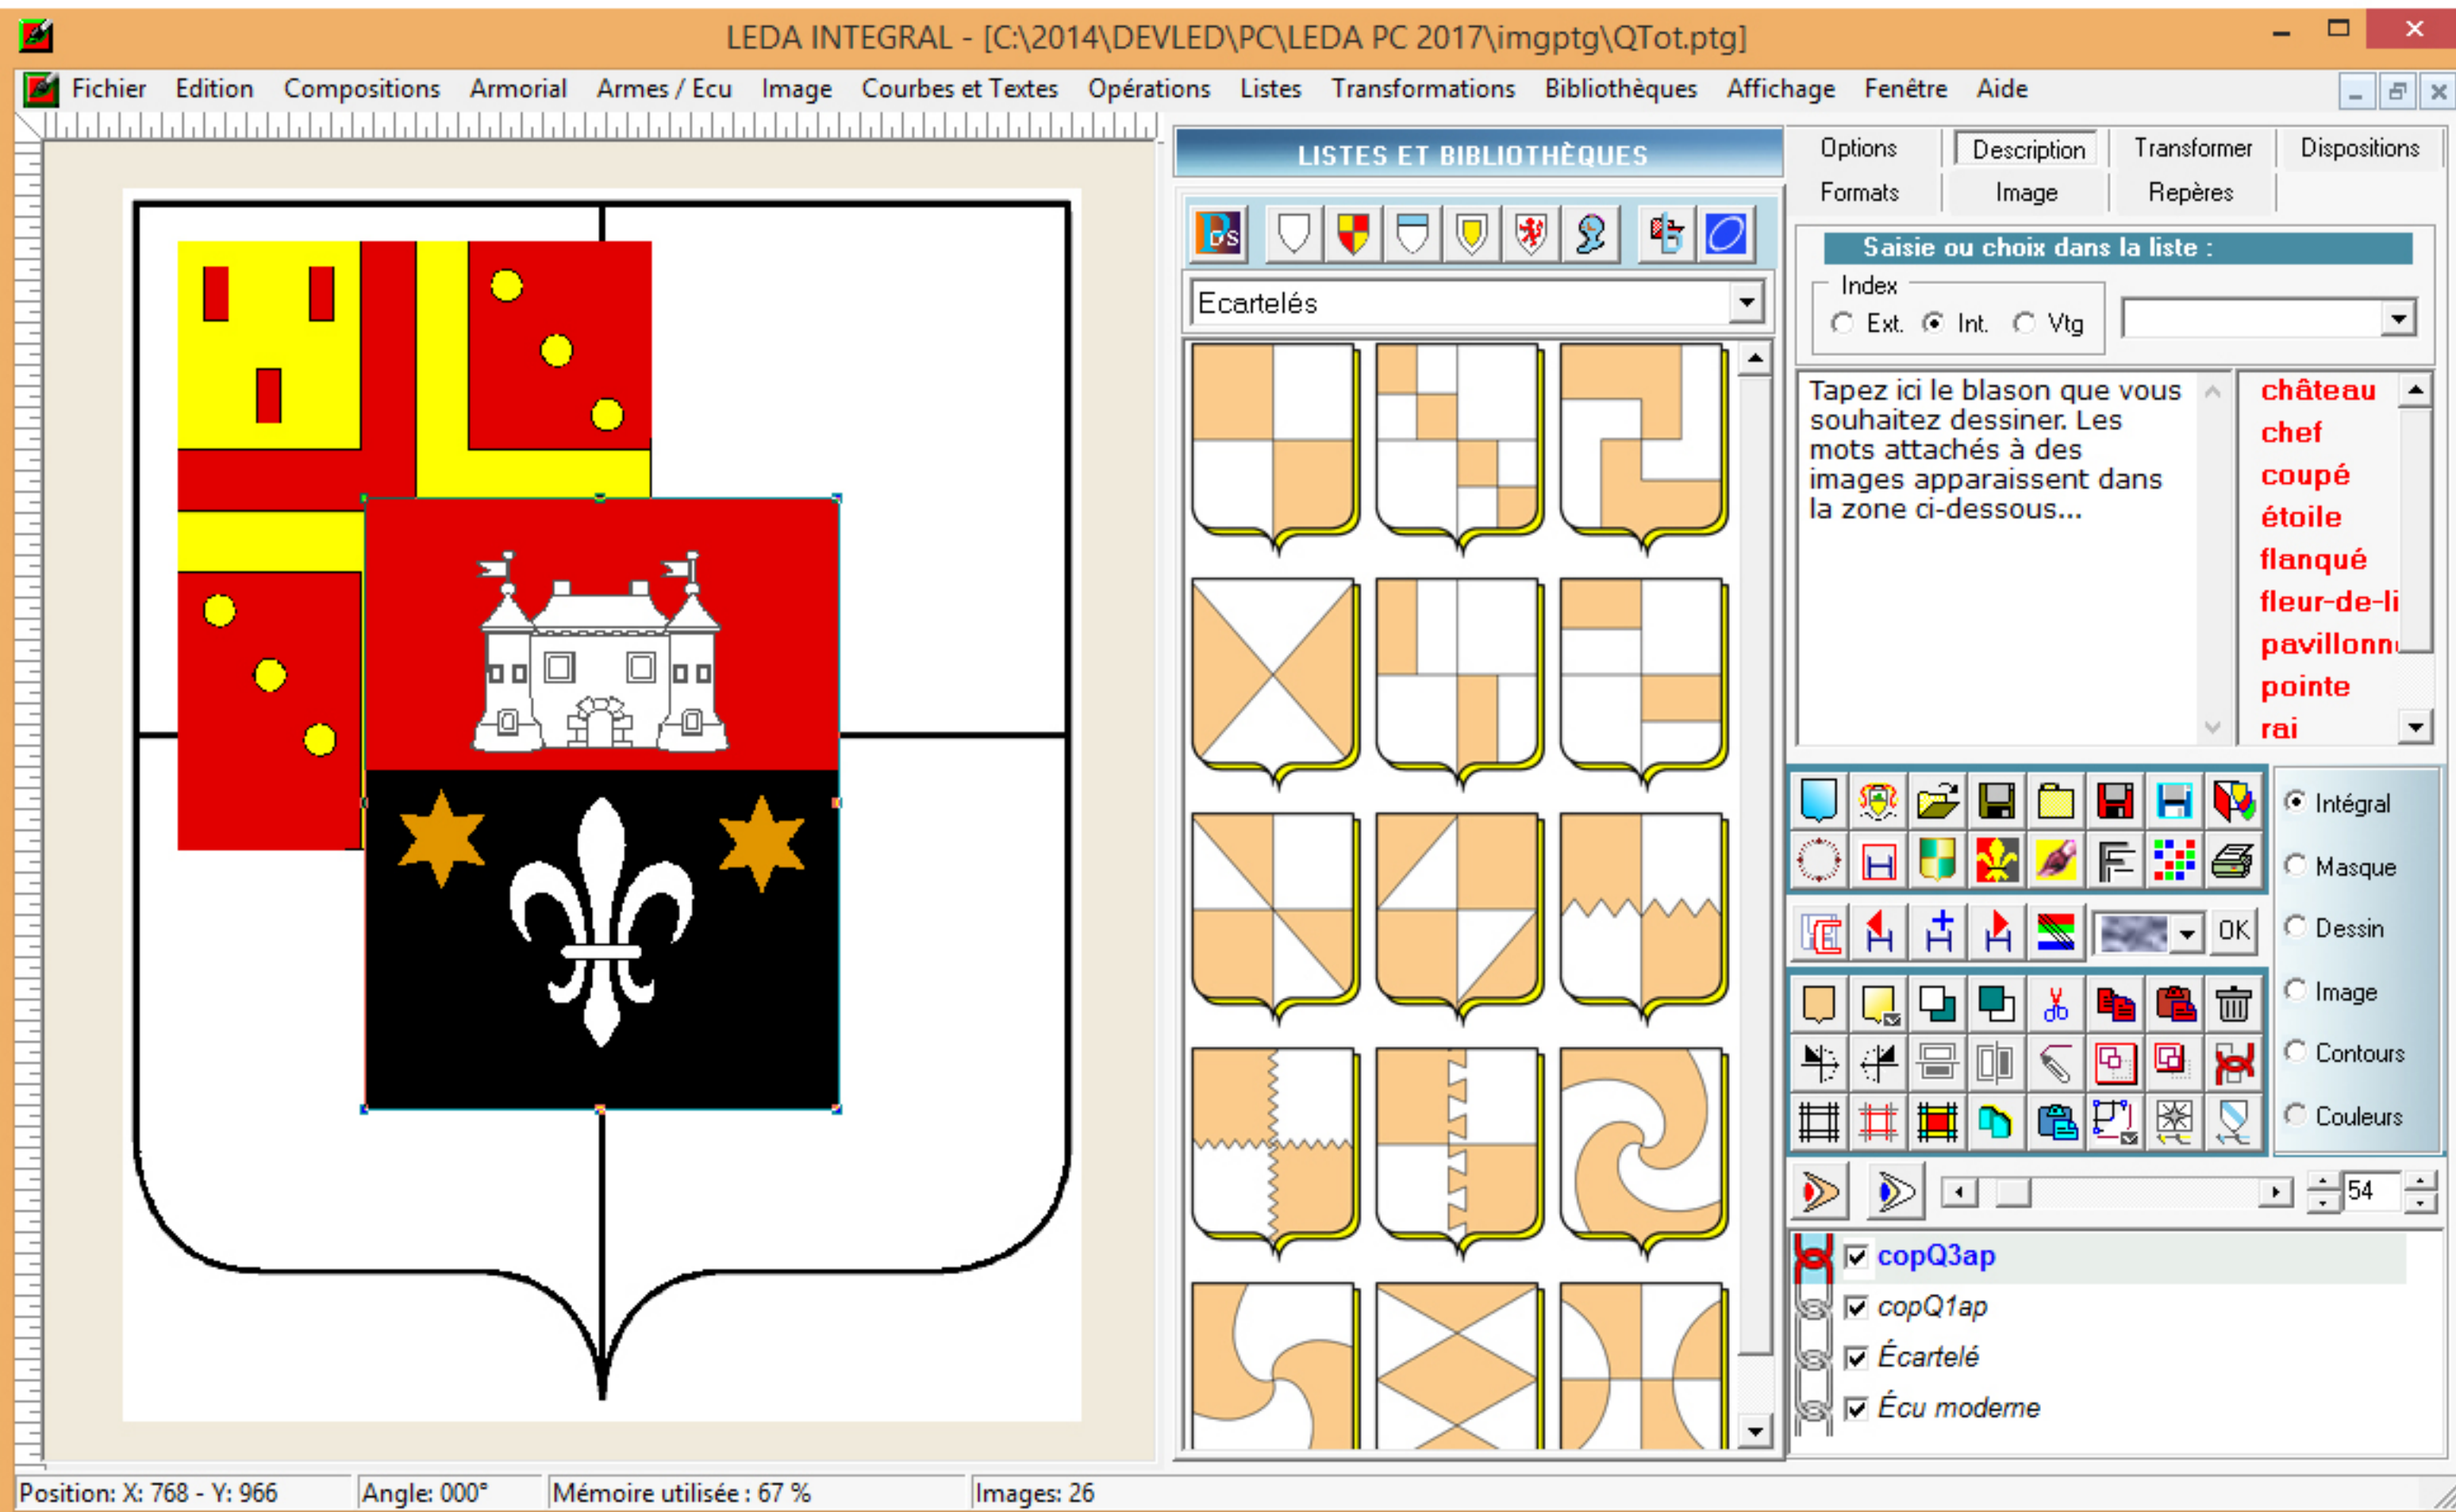 LEDA INTEGRAL - [C:\2014\DEVLED\PC\LEDA PC 2017\imgptg\QTot.ptg]
Fichier Edition Compositions Armorial Armes / Ecu Image Courbes et Textes Opérations Listes Transformations Bibliothèques Affichage Fenêtre Aide
LISTES ET BIBLIOTHÈQUES
Ecartelés
Options Description Transformer Dispositions
Formats Image Repères
Saisie ou choix dans la liste :
Index
Ext. Int. Vtg
Tapez ici le blason que vous
souhaitez dessiner. Les
mots attachés à des
images apparaissent dans
la zone ci-dessous...
château
chef
coupé
étoile
flanqué
fleur-de-li
pavillonn
pointe
rai
Intégral
Masque
Dessin
OK
Image
Contours
Couleurs
54
copQ3ap
copQ1ap
Écartelé
Écu moderne
Position: X: 768 - Y: 966 Angle: 000° Mémoire utilisée : 67 % Images: 26